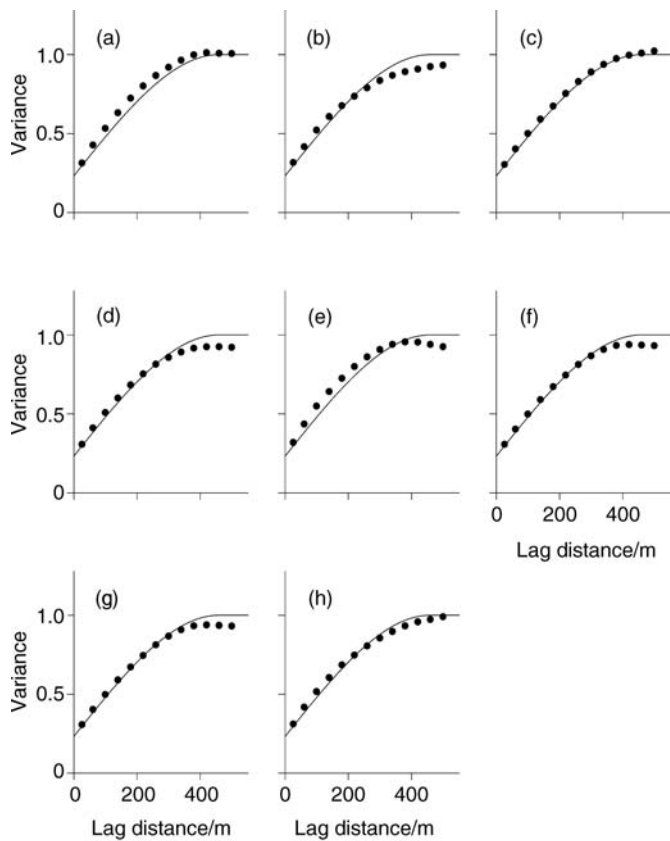 (a) (b) (c)
1.0
Variance
0.5
0
(d) (e) (f)
1.0
Variance
0.5
0
0 200 400
Lag distance/m
(g) (h)
1.0
Variance
0.5
0
0 200 400 0 200 400
Lag distance/m Lag distance/m